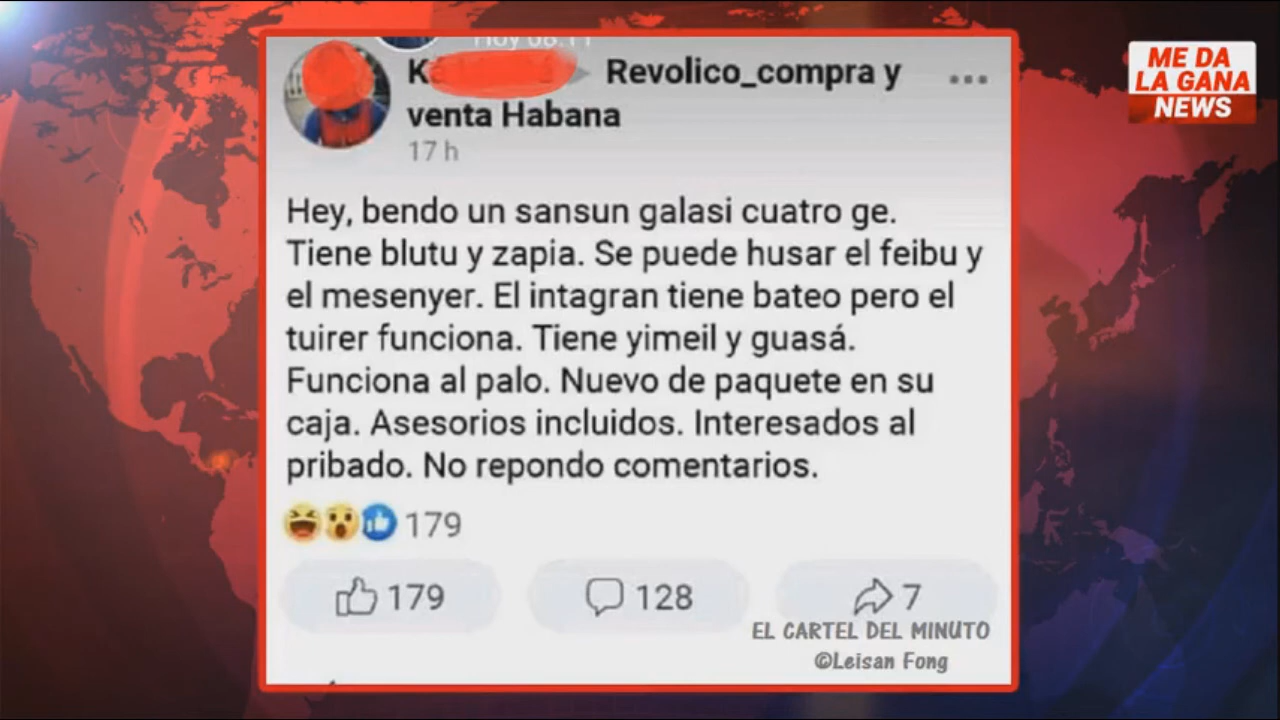 Hoy 08:11
Revolico_compra y
venta Habana
17 h
Hey, bendo un sansun galasi cuatro ge.
Tiene blutu y zapia. Se puede husar el feibu y
el mesenyer. El intagran tiene bateo pero el
tuirer funciona. Tiene yimeil y guasá.
Funciona al palo. Nuevo de paquete en su
caja. Asesorios incluidos. Interesados al
pribado. No repondo comentarios.
179
179
128
7
EL CARTEL DEL MINUTO
©Leisan Fong
ME DA
LA GANA
NEWS